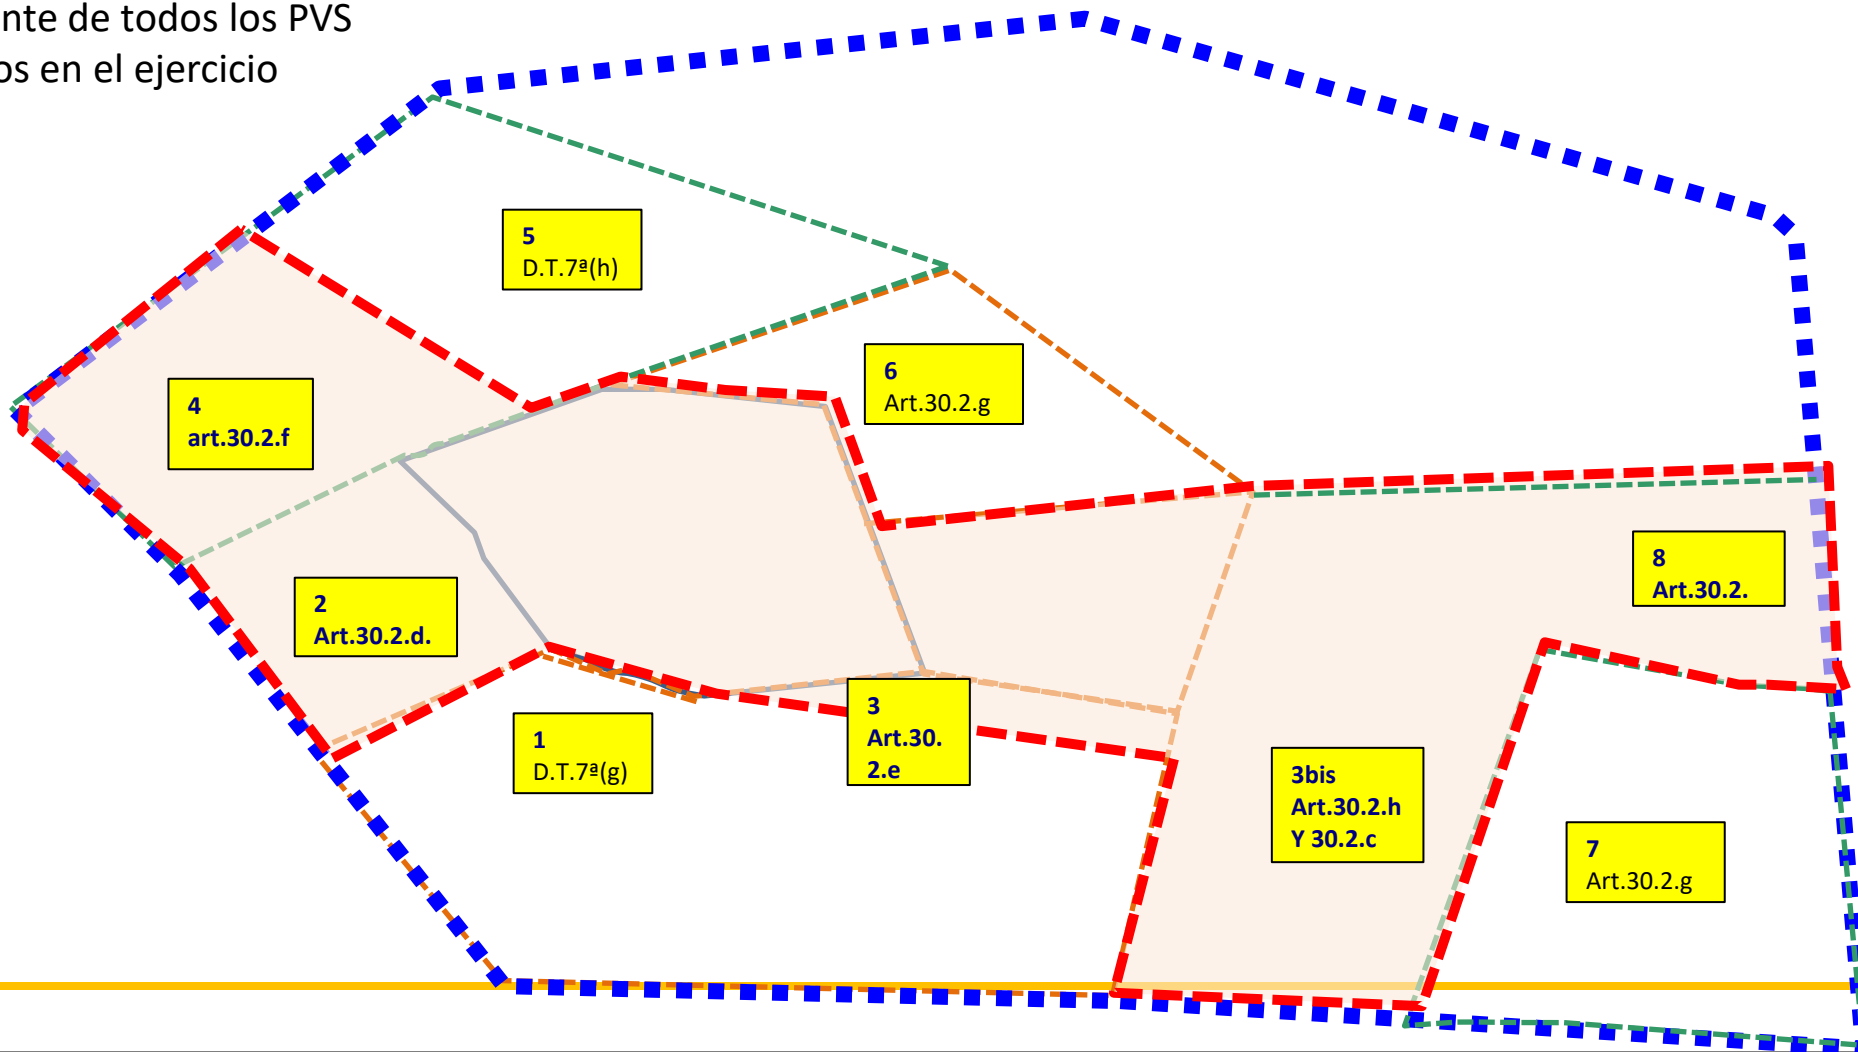 nte de todos los PVS
os en el ejercicio
5
D.T.7ª(h)
6
Art.30.2.g
4
art.30.2.f
8
Art.30.2.
2
Art.30.2.d.
3
Art.30.
2.e
1
D.T.7ª(g)
3bis
Art.30.2.h
Y 30.2.c
7
Art.30.2.g